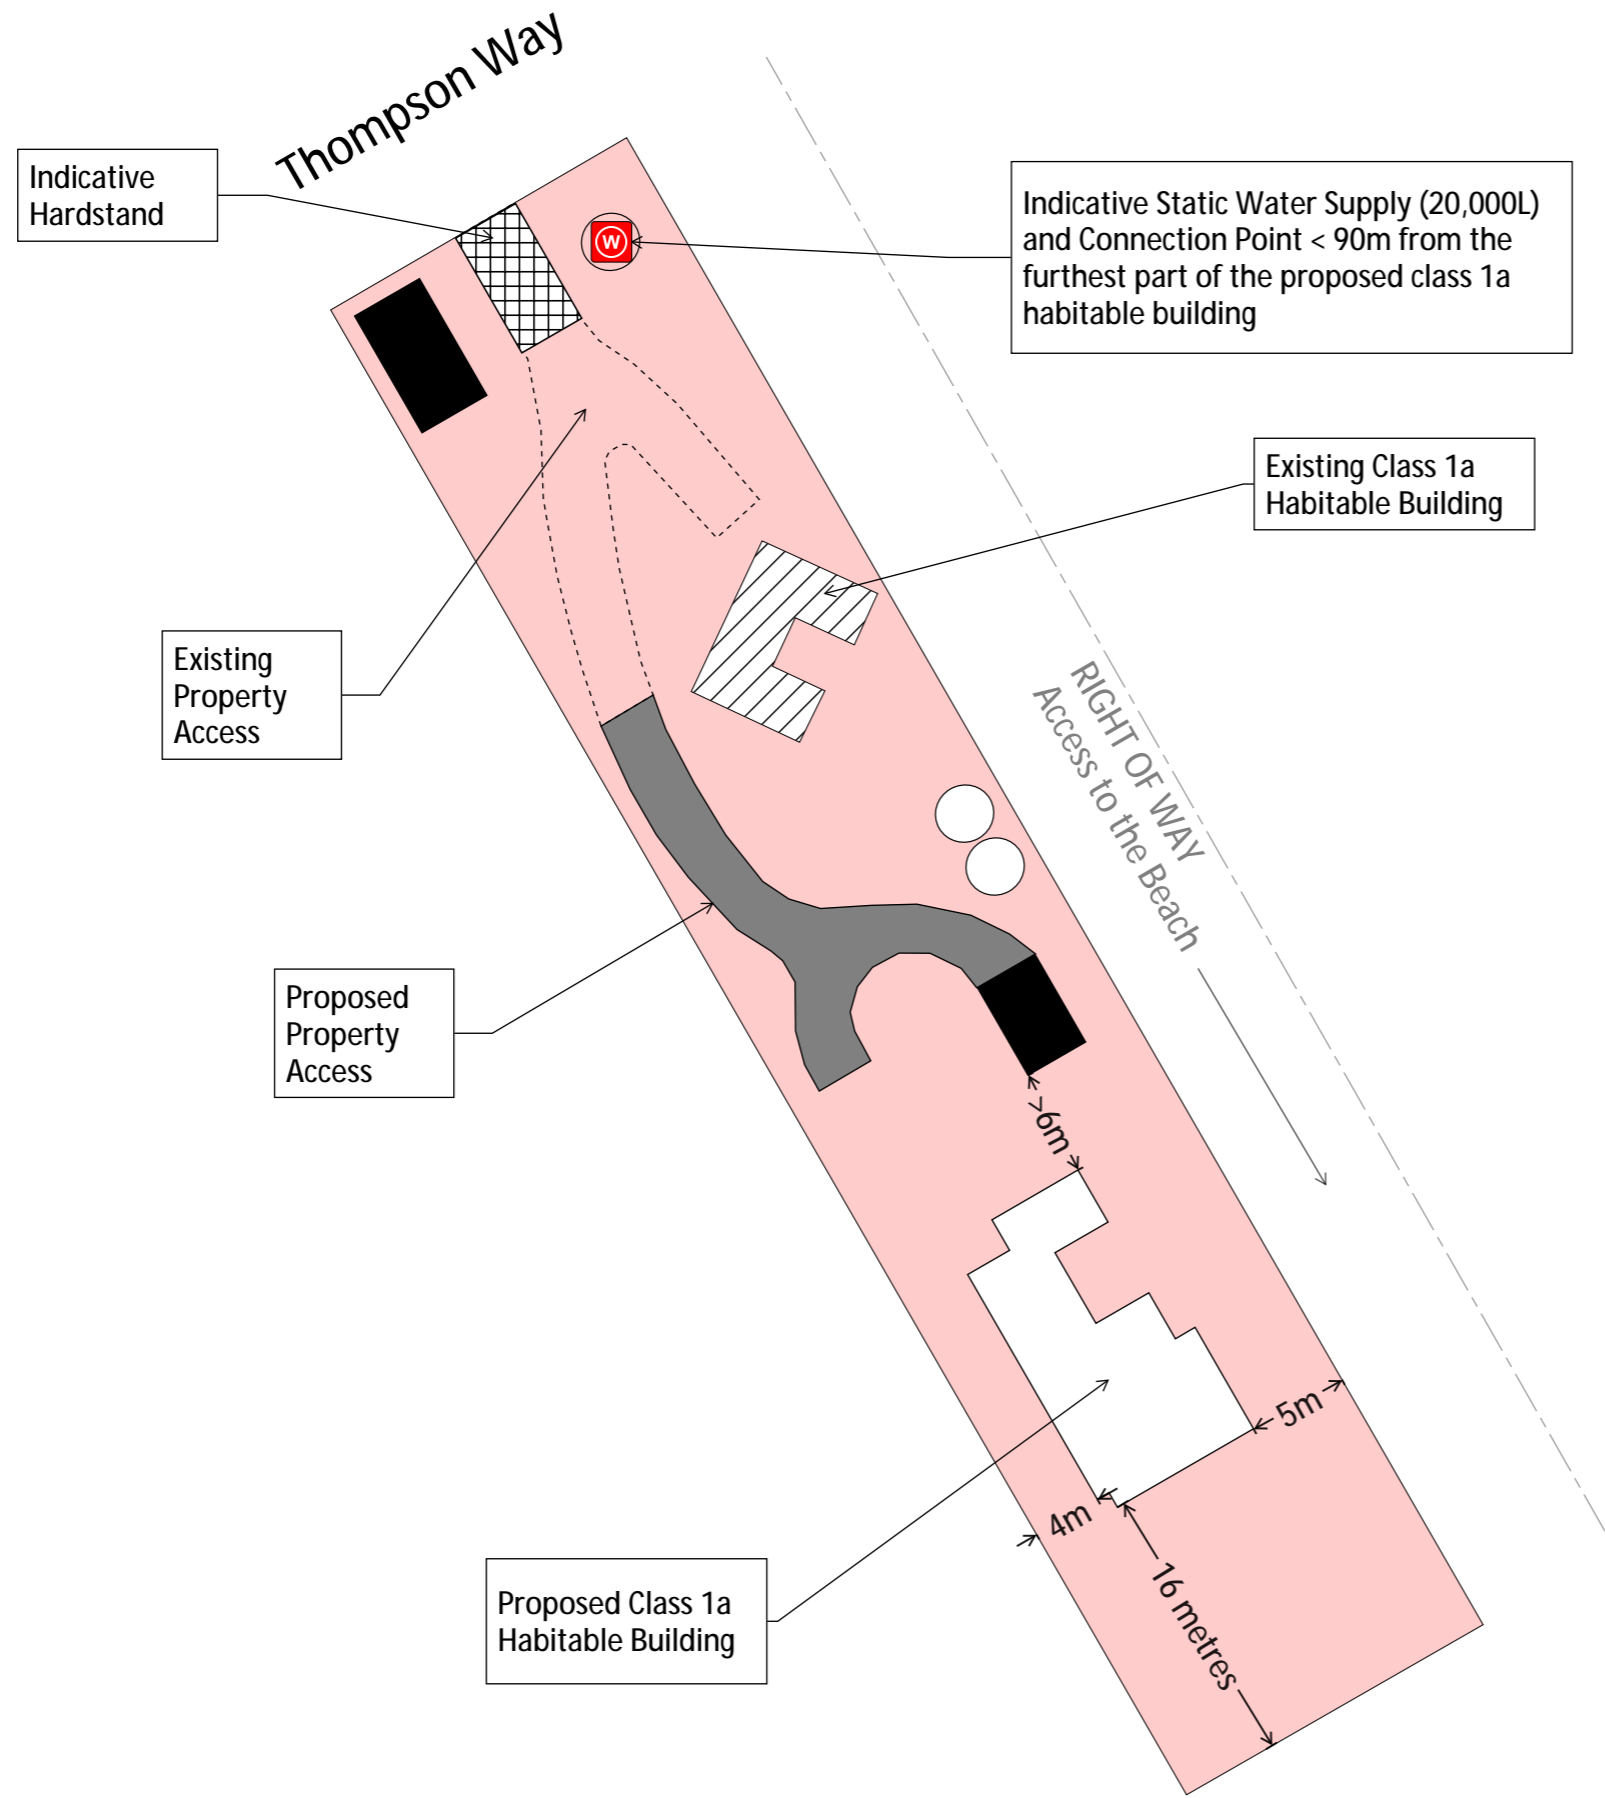 Thompson Way
Indicative
Hardstand
W
Indicative Static Water Supply (20,000L)
and Connection Point < 90m from the
furthest part of the proposed class 1a
habitable building
Existing Class 1a
Habitable Building
Existing
Property
Access
RIGHT OF WAY
Access to the Beach
Proposed
Property
Access
>6m
5m
4m
16 metres
Proposed Class 1a
Habitable Building